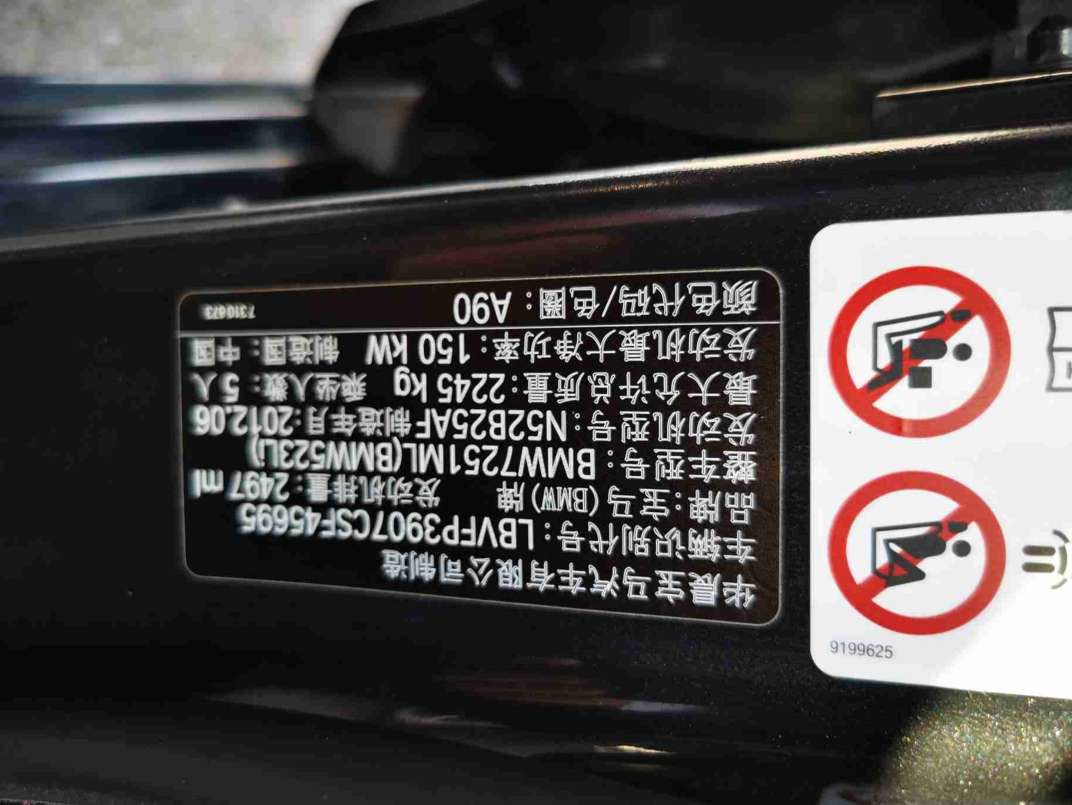 华晨宝马汽车有限公司制造
车辆识别代号：LBVFP3907CSF45695
品牌：宝马（BMW）牌 发动机排量：2497 ml
整车型号：BMW7251ML(BMW523Li)
发动机型号：N52B25AF 制造年月：2012.06
最大允许总质量：2245 kg 乘坐人数：5 人
发动机最大净功率：150 kW 制造国：中国
颜色代码/色圈：A90
7310673
9199625